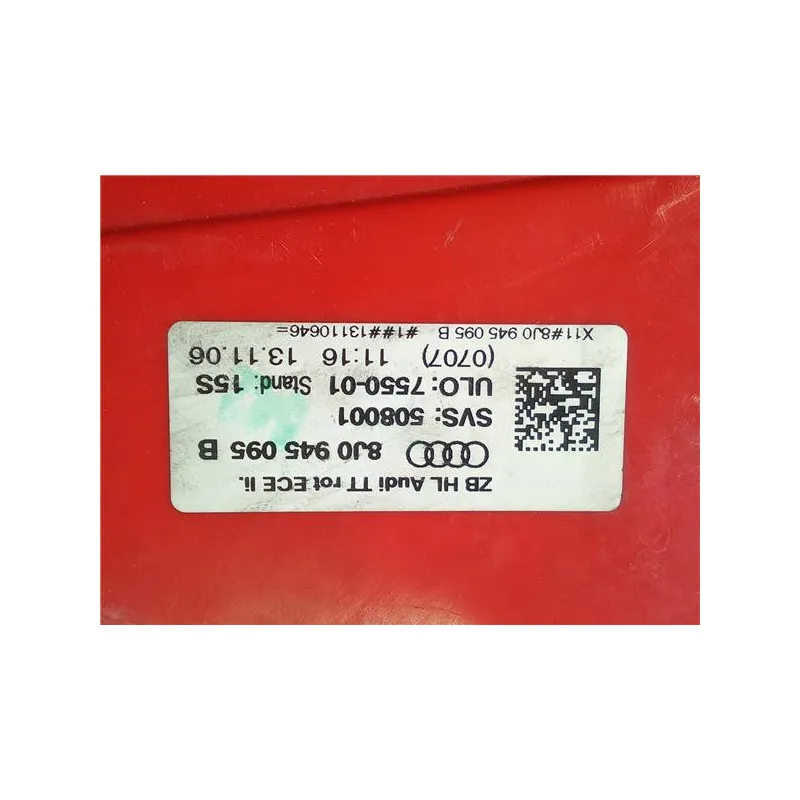 ZB HL Audi TT rot ECE li.
8J0 945 095 B
SVS: 508001
ULO: 7550-01 Stand: 15S
(0707) 11:16 13.11.06
X11#8J0 945 095 B #1##13110646=